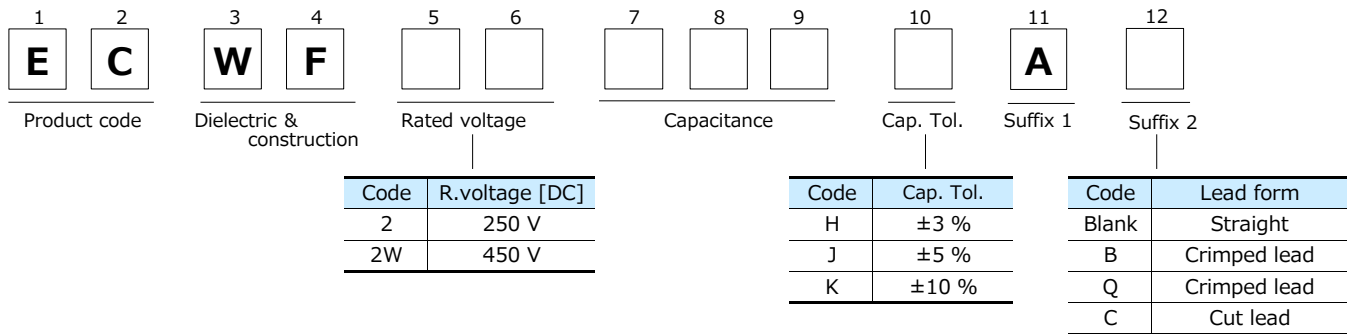 1 2 3 4 5 6 7 8 9 10 11 12
E C W F A
Product code Dielectric & construction Rated voltage Capacitance Cap. Tol. Suffix 1 Suffix 2
Code R.voltage [DC]
2 250 V
2W 450 V
Code Cap. Tol.
H ±3 %
J ±5 %
K ±10 %
Code Lead form
Blank Straight
B Crimped lead
Q Crimped lead
C Cut lead